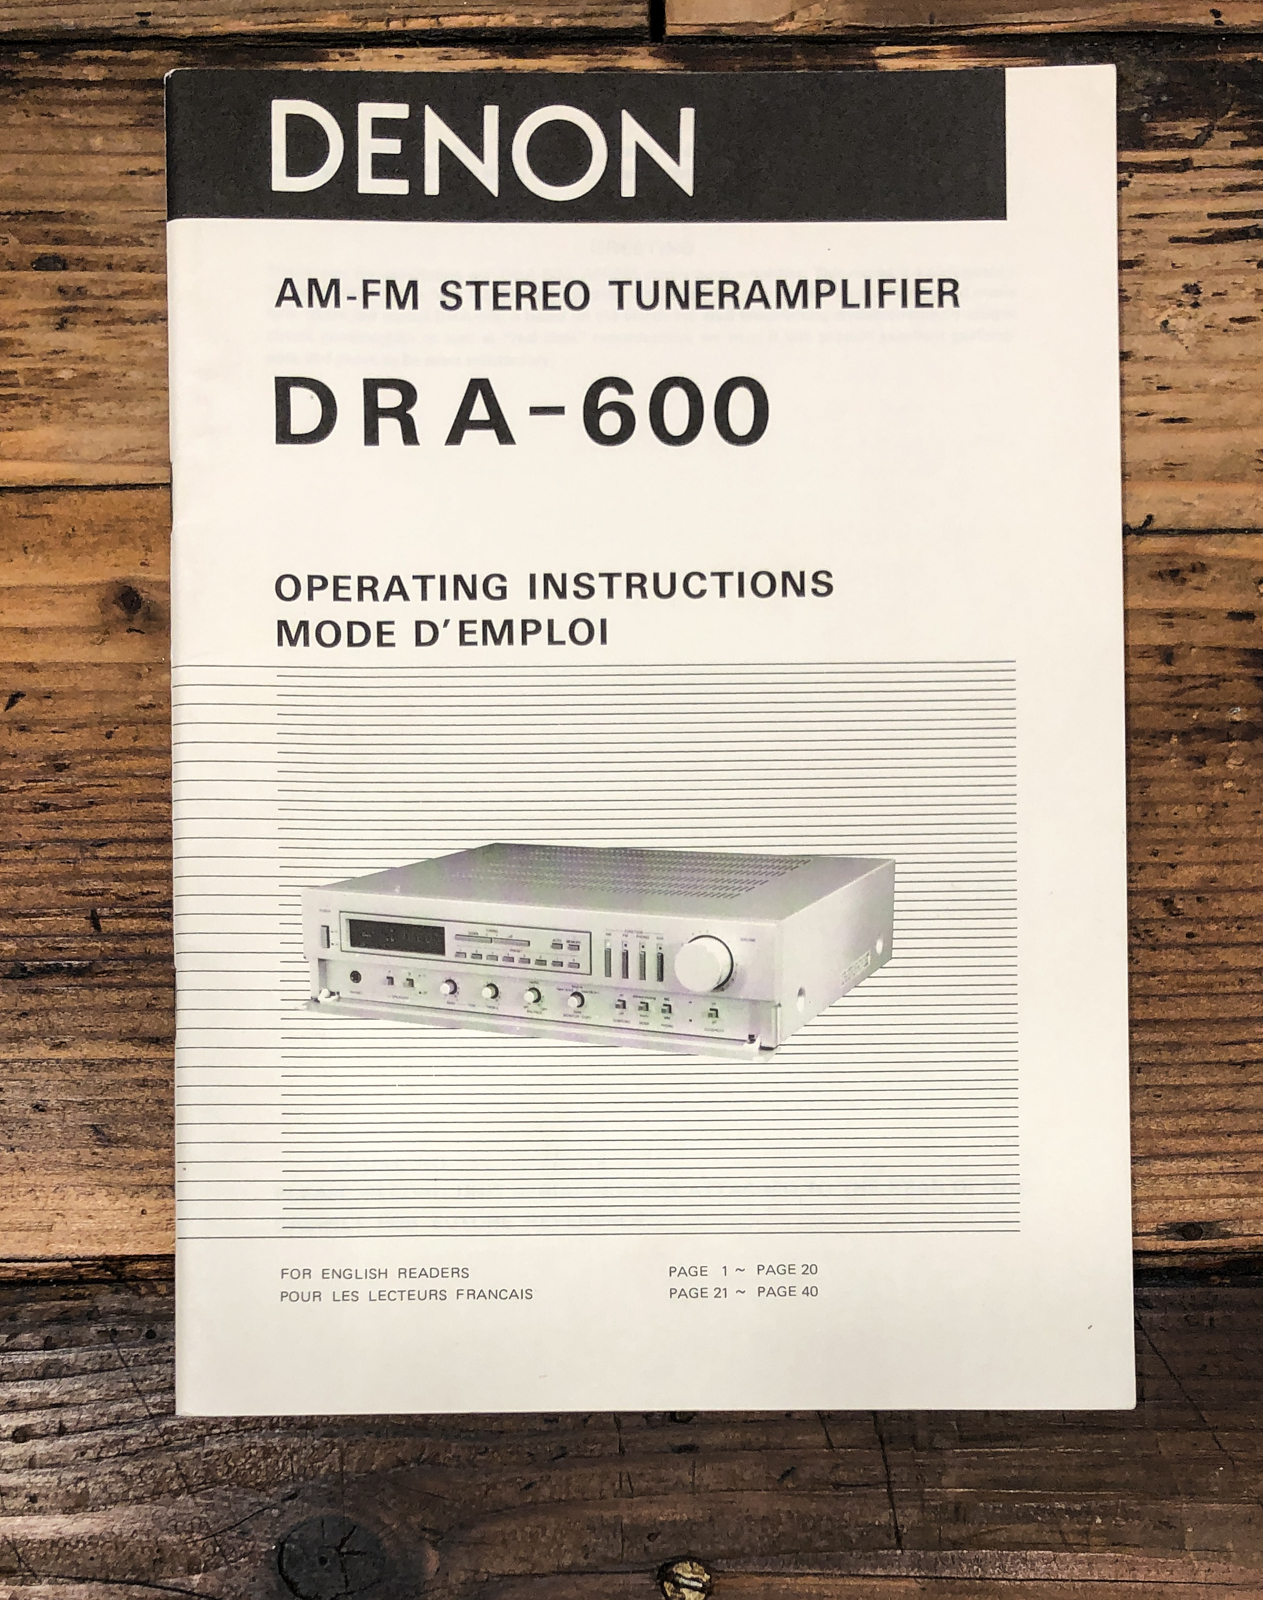 DENON
AM-FM STEREO TUNERAMPLIFIER
DRA-600
OPERATING INSTRUCTIONS
MODE D'EMPLOI
FOR ENGLISH READERS PAGE 1 ~ PAGE 20
POUR LES LECTEURS FRANCAIS PAGE 21 ~ PAGE 40